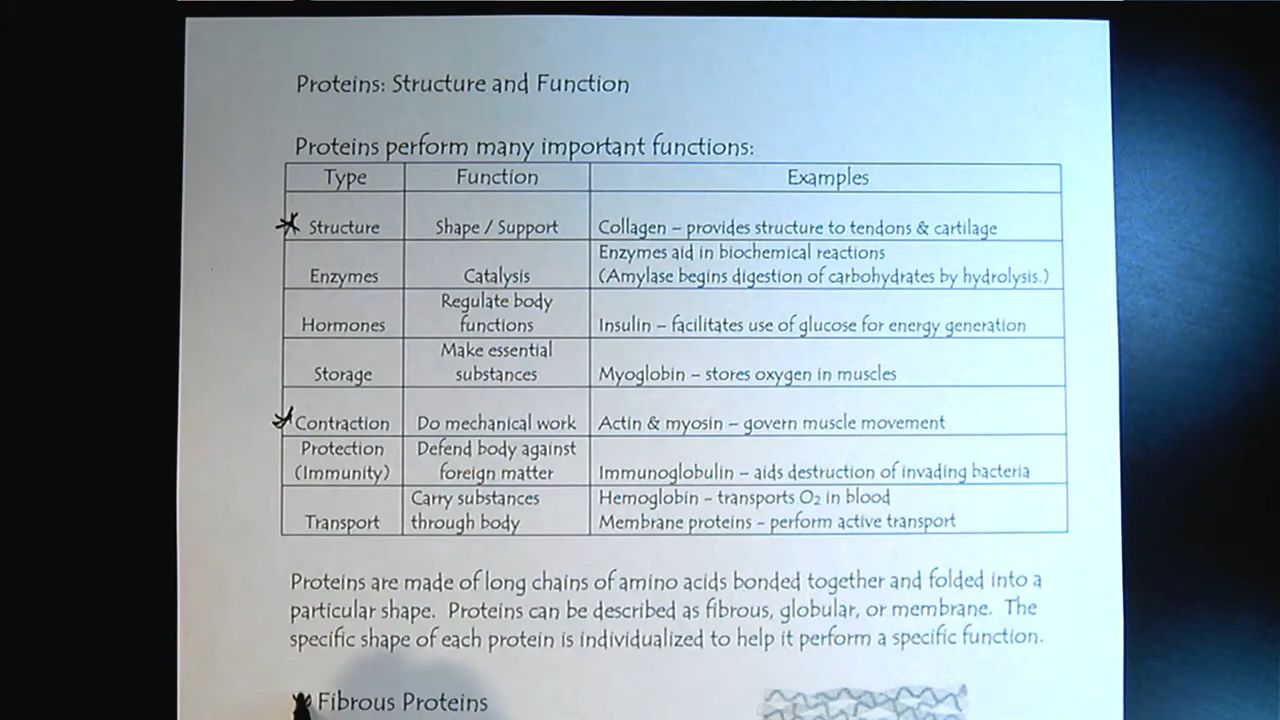 Proteins: Structure and Function
Proteins perform many important functions:
Type Function Examples
Structure Shape / Support Collagen – provides structure to tendons & cartilage
Enzymes Catalysis Enzymes aid in biochemical reactions
(Amylase begins digestion of carbohydrates by hydrolysis.)
Hormones Regulate body
functions Insulin – facilitates use of glucose for energy generation
Storage Make essential
substances Myoglobin – stores oxygen in muscles
Contraction Do mechanical work Actin & myosin – govern muscle movement
Protection
(Immunity) Defend body against
foreign matter Immunoglobulin – aids destruction of invading bacteria
Transport Carry substances
through body Hemoglobin – transports O₂ in blood
Membrane proteins – perform active transport
Proteins are made of long chains of amino acids bonded together and folded into a
particular shape. Proteins can be described as fibrous, globular, or membrane. The
specific shape of each protein is individualized to help it perform a specific function.
Fibrous Proteins